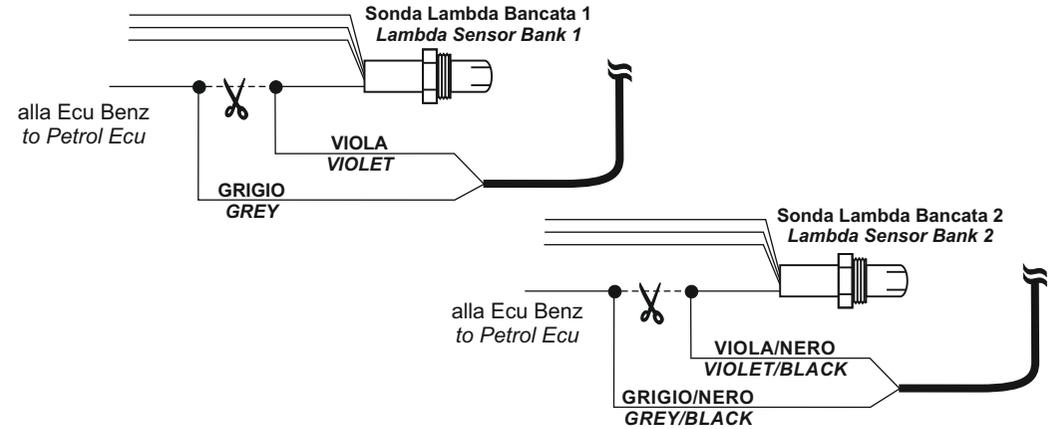 Sonda Lambda Bancata 1
Lambda Sensor Bank 1
alla Ecu Benz
to Petrol Ecu
VIOLA
VIOLET
GRIGIO
GREY
Sonda Lambda Bancata 2
Lambda Sensor Bank 2
alla Ecu Benz
to Petrol Ecu
VIOLA/NERO
VIOLET/BLACK
GRIGIO/NERO
GREY/BLACK